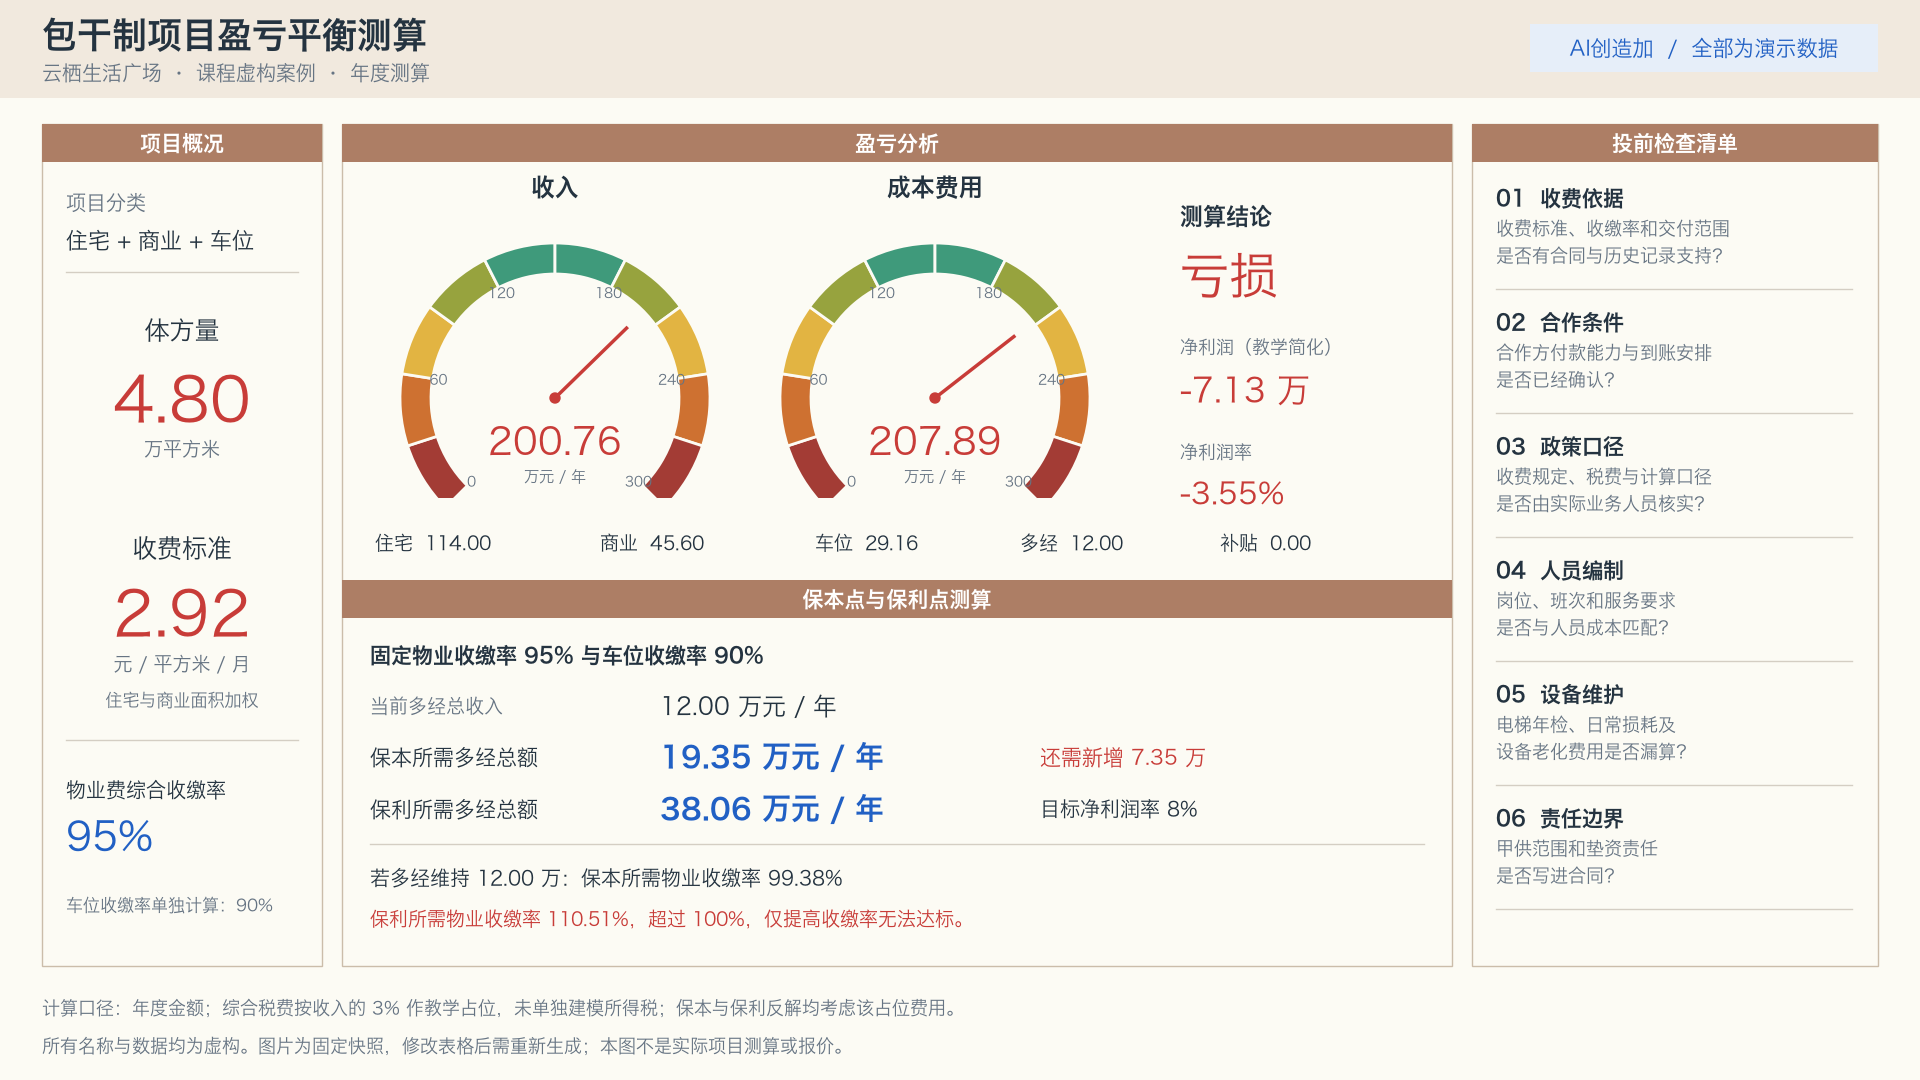 包干制项目盈亏平衡测算
云栖生活广场 · 课程虚构案例 · 年度测算
AI创造加 / 全部为演示数据
项目概况
项目分类
住宅 + 商业 + 车位
体方量
4.80
万平方米
收费标准
2.92
元 / 平方米 / 月
住宅与商业面积加权
物业费综合收缴率
95%
车位收缴率单独计算：90%
盈亏分析
收入
120
180
60
240
200.76
0
万元 / 年
300
成本费用
120
180
60
240
207.89
0
万元 / 年
300
测算结论
亏损
净利润（教学简化）
-7.13 万
净利润率
-3.55%
住宅 114.00
商业 45.60
车位 29.16
多经 12.00
补贴 0.00
保本点与保利点测算
固定物业收缴率 95% 与车位收缴率 90%
当前多经总收入 12.00 万元 / 年
保本所需多经总额 19.35 万元 / 年 还需新增 7.35 万
保利所需多经总额 38.06 万元 / 年 目标净利润率 8%
若多经维持 12.00 万：保本所需物业收缴率 99.38%
保利所需物业收缴率 110.51%，超过 100%，仅提高收缴率无法达标。
投前检查清单
01 收费依据
收费标准、收缴率和交付范围
是否有合同与历史记录支持？
02 合作条件
合作方付款能力与到账安排
是否已经确认？
03 政策口径
收费规定、税费与计算口径
是否由实际业务人员核实？
04 人员编制
岗位、班次和服务要求
是否与人员成本匹配？
05 设备维护
电梯年检、日常损耗及
设备老化费用是否漏算？
06 责任边界
甲供范围和垫资责任
是否写进合同？
计算口径：年度金额；综合税费按收入的 3% 作教学占位，未单独建模所得税；保本与保利反解均考虑该占位费用。
所有名称与数据均为虚构。图片为固定快照，修改表格后需重新生成；本图不是实际项目测算或报价。